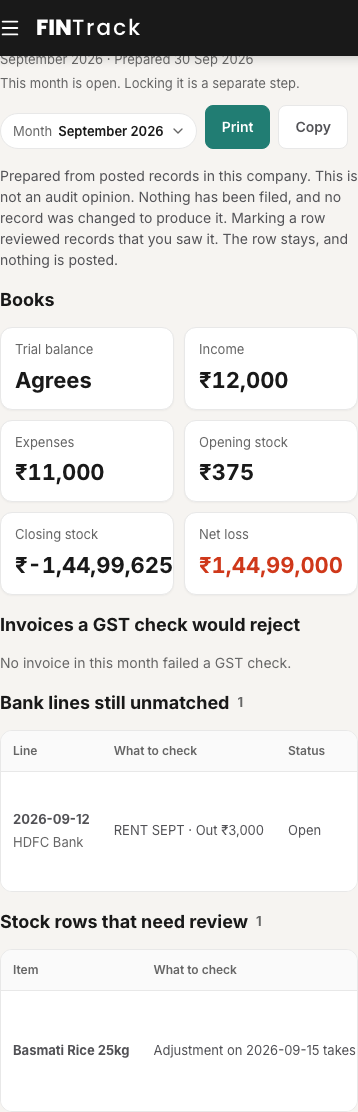 FINTrack
September 2026 · Prepared 30 Sep 2026
This month is open. Locking it is a separate step.
Month September 2026
Print
Copy
Prepared from posted records in this company. This is
not an audit opinion. Nothing has been filed, and no
record was changed to produce it. Marking a row
reviewed records that you saw it. The row stays, and
nothing is posted.
Books
Trial balance
Agrees
Income
₹12,000
Expenses
₹11,000
Opening stock
₹375
Closing stock
₹-1,44,99,625
Net loss
₹1,44,99,000
Invoices a GST check would reject
No invoice in this month failed a GST check.
Bank lines still unmatched 1
Line What to check Status
2026-09-12
HDFC Bank
RENT SEPT · Out ₹3,000
Open
Stock rows that need review 1
Item What to check
Basmati Rice 25kg Adjustment on 2026-09-15 takes